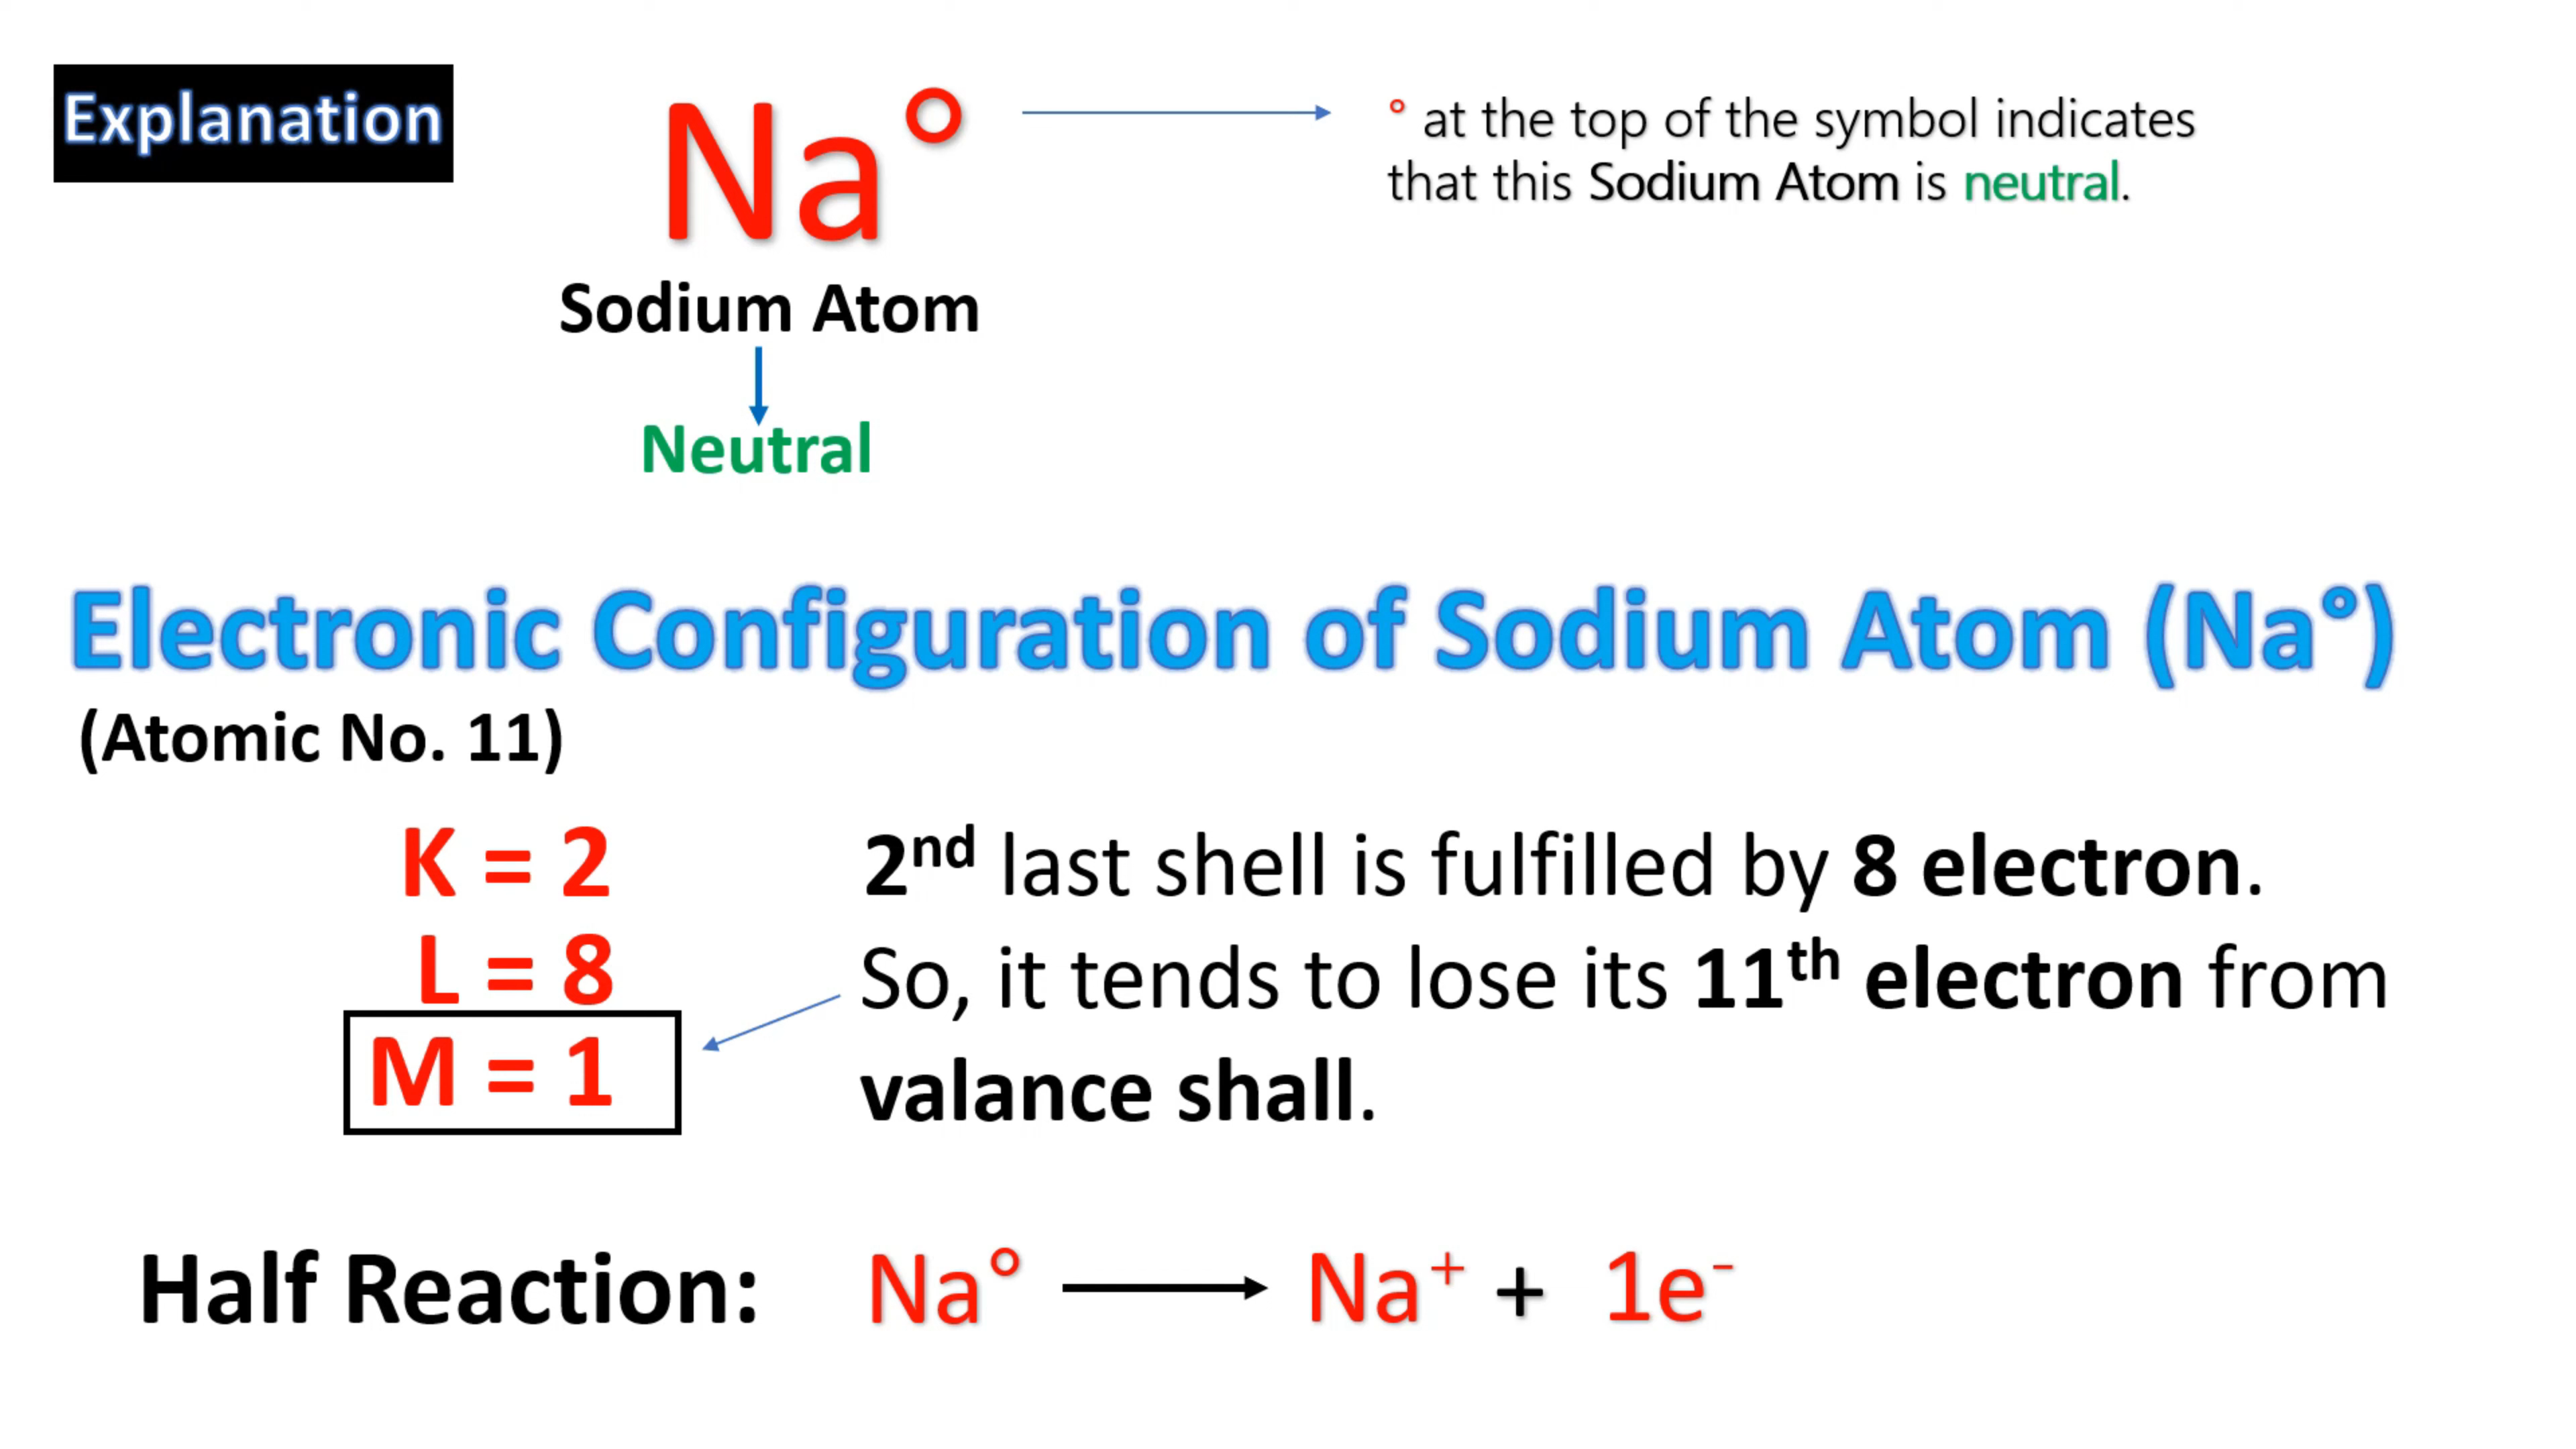 Explanation
Na°
° at the top of the symbol indicates
that this Sodium Atom is neutral.
Sodium Atom
Neutral
Electronic Configuration of Sodium Atom (Na°)
(Atomic No. 11)
K = 2
L = 8
M = 1
2nd last shell is fulfilled by 8 electron.
So, it tends to lose its 11th electron from
valance shall.
Half Reaction: Na° ⟶ Na⁺ + 1e⁻